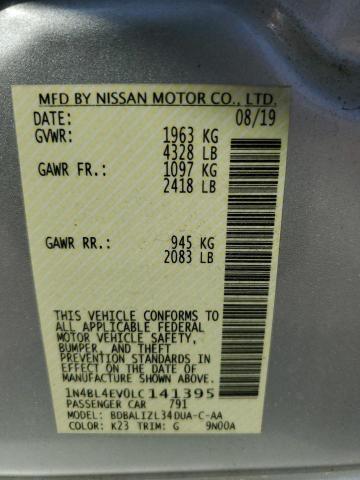 MFD BY NISSAN MOTOR CO., LTD.
DATE: 08/19
GVWR: 1963 KG
4328 LB
GAWR FR.: 1097 KG
2418 LB
GAWR RR.: 945 KG
2083 LB
THIS VEHICLE CONFORMS TO
ALL APPLICABLE FEDERAL
MOTOR VEHICLE SAFETY,
BUMPER, AND THEFT
PREVENTION STANDARDS IN
EFFECT ON THE DATE OF
MANUFACTURE SHOWN ABOVE.
1N4BL4EV0LC141395
PASSENGER CAR 791
MODEL: BDBALIZL34DUA-C-AA
COLOR: K23 TRIM: G 9N00A